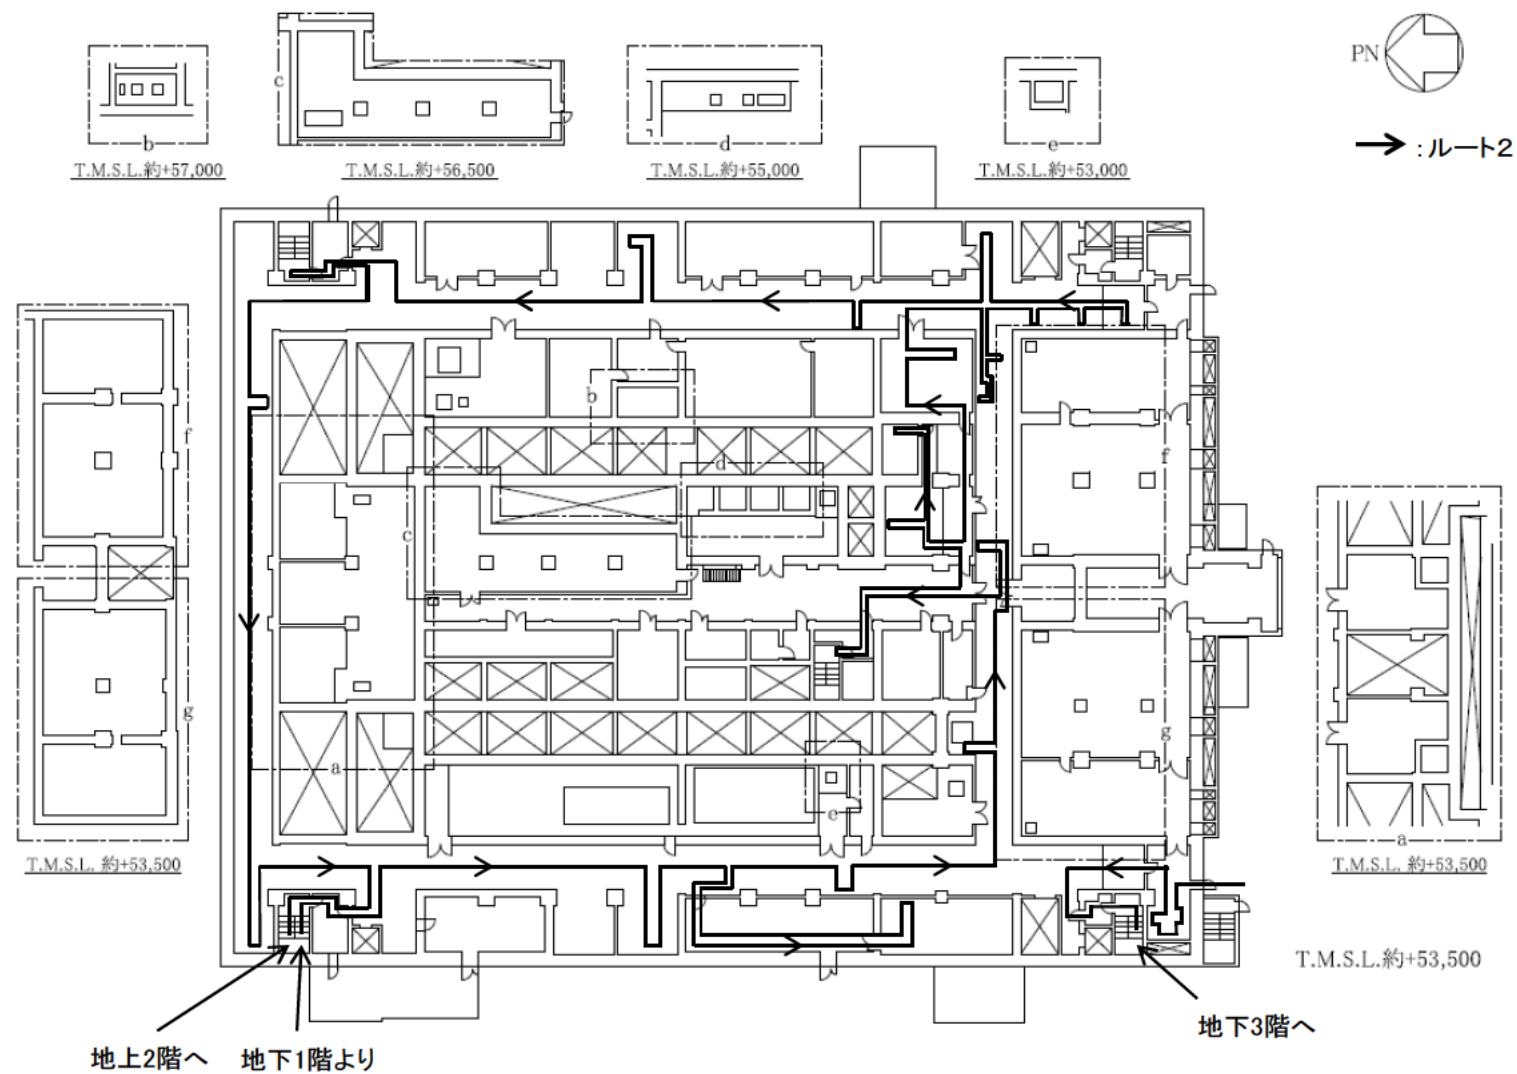 PN
:ルート2
c
b
T.M.S.L.約+57,000
T.M.S.L.約+56,500
d
T.M.S.L.約+55,000
e
T.M.S.L.約+53,000
f
g
T.M.S.L. 約+53,500
b
d
c
f
a
e
g
a
T.M.S.L. 約+53,500
T.M.S.L.約+53,500
地上2階へ
地下1階より
地下3階へ